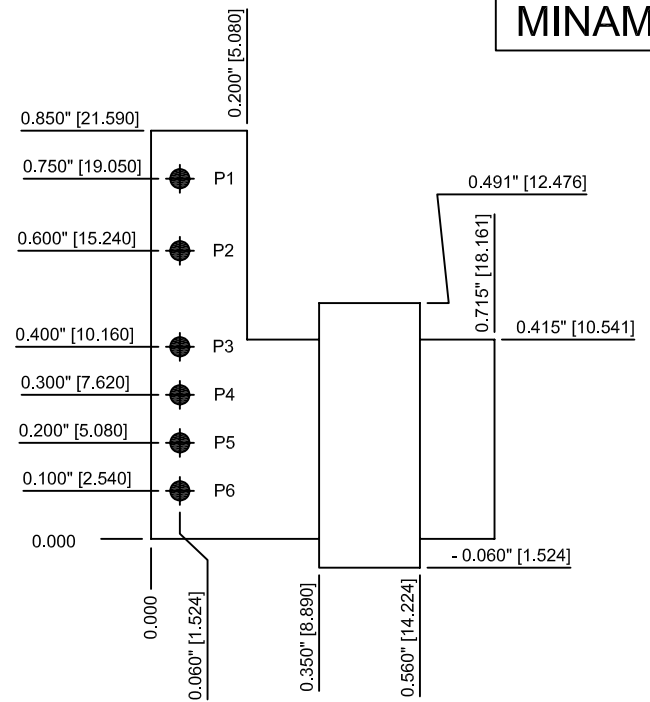 MINAM
0.200" [5.080]
0.850" [21.590]
0.750" [19.050]
P1
0.491" [12.476]
0.600" [15.240]
P2
0.715" [18.161]
0.400" [10.160]
P3
0.415" [10.541]
0.300" [7.620]
P4
0.200" [5.080]
P5
0.100" [2.540]
P6
0.000
- 0.060" [1.524]
0.000
0.060" [1.524]
0.350" [8.890]
0.560" [14.224]